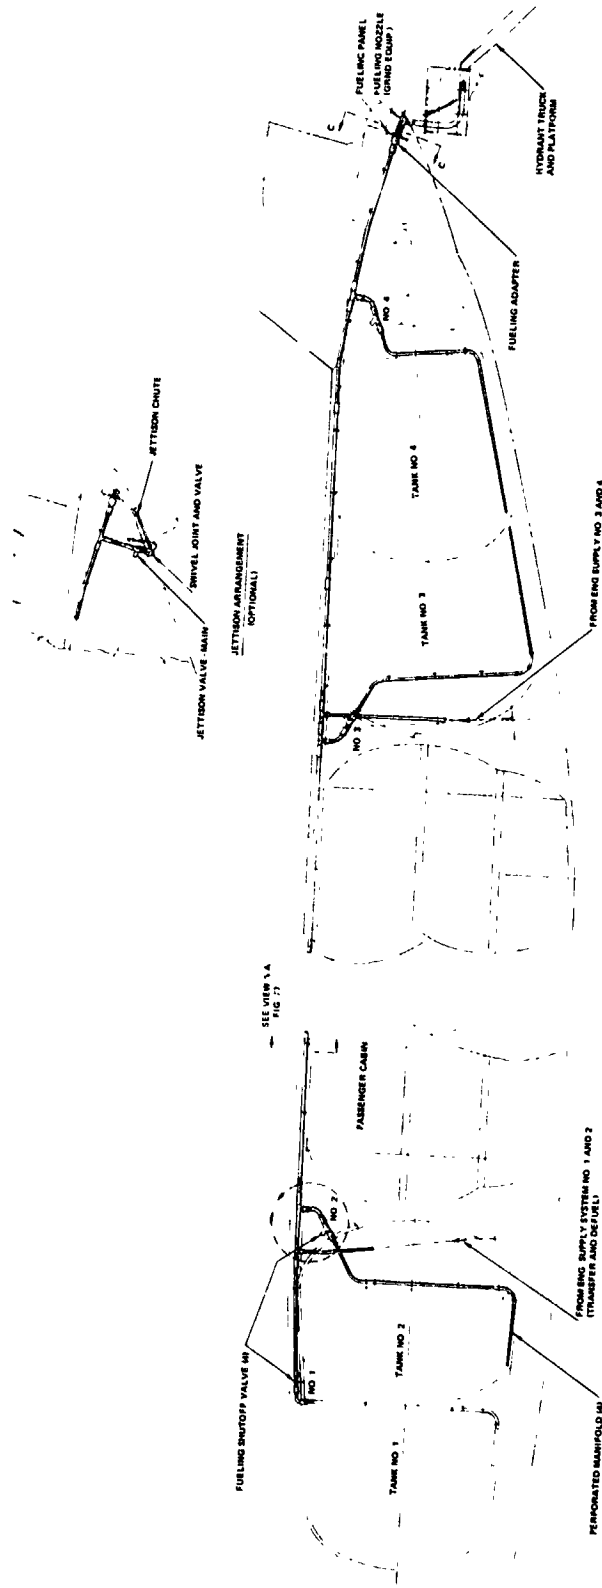 FUELING PANEL
FUELING NOZZLE
(GRND EQUIP)
C
C
HYDRANT TRUCK
AND PLATFORM
FUELING ADAPTER
NO 4
TANK NO 4
TANK NO 3
NO 3
FROM ENG SUPPLY NO 3 AND 4
JETTISON CHUTE
SWIVEL JOINT AND VALVE
JETTISON VALVE-MAIN
JETTISON ARRANGEMENT
(OPTIONAL)
SEE VIEW A
FIG
PASSENGER CABIN
NO 2
FROM ENG SUPPLY SYSTEM NO 1 AND 2
(TRANSFER AND DEFUEL)
FUELING SHUTOFF VALVE (4)
NO 1
TANK NO 2
TANK NO 1
PERFORATED MANIFOLD (4)